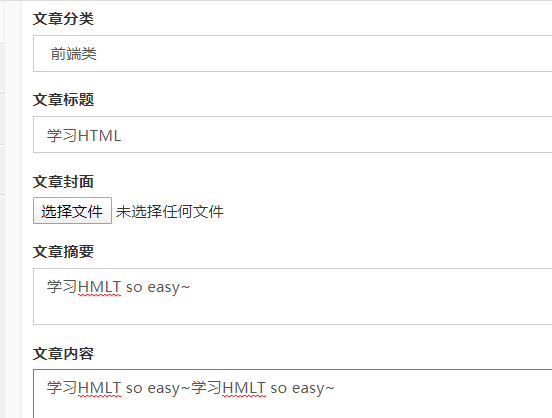 文章分类
前端类
文章标题
学习HTML
文章封面
选择文件 未选择任何文件
文章摘要
学习HMLT so easy~
文章内容
学习HMLT so easy~学习HMLT so easy~